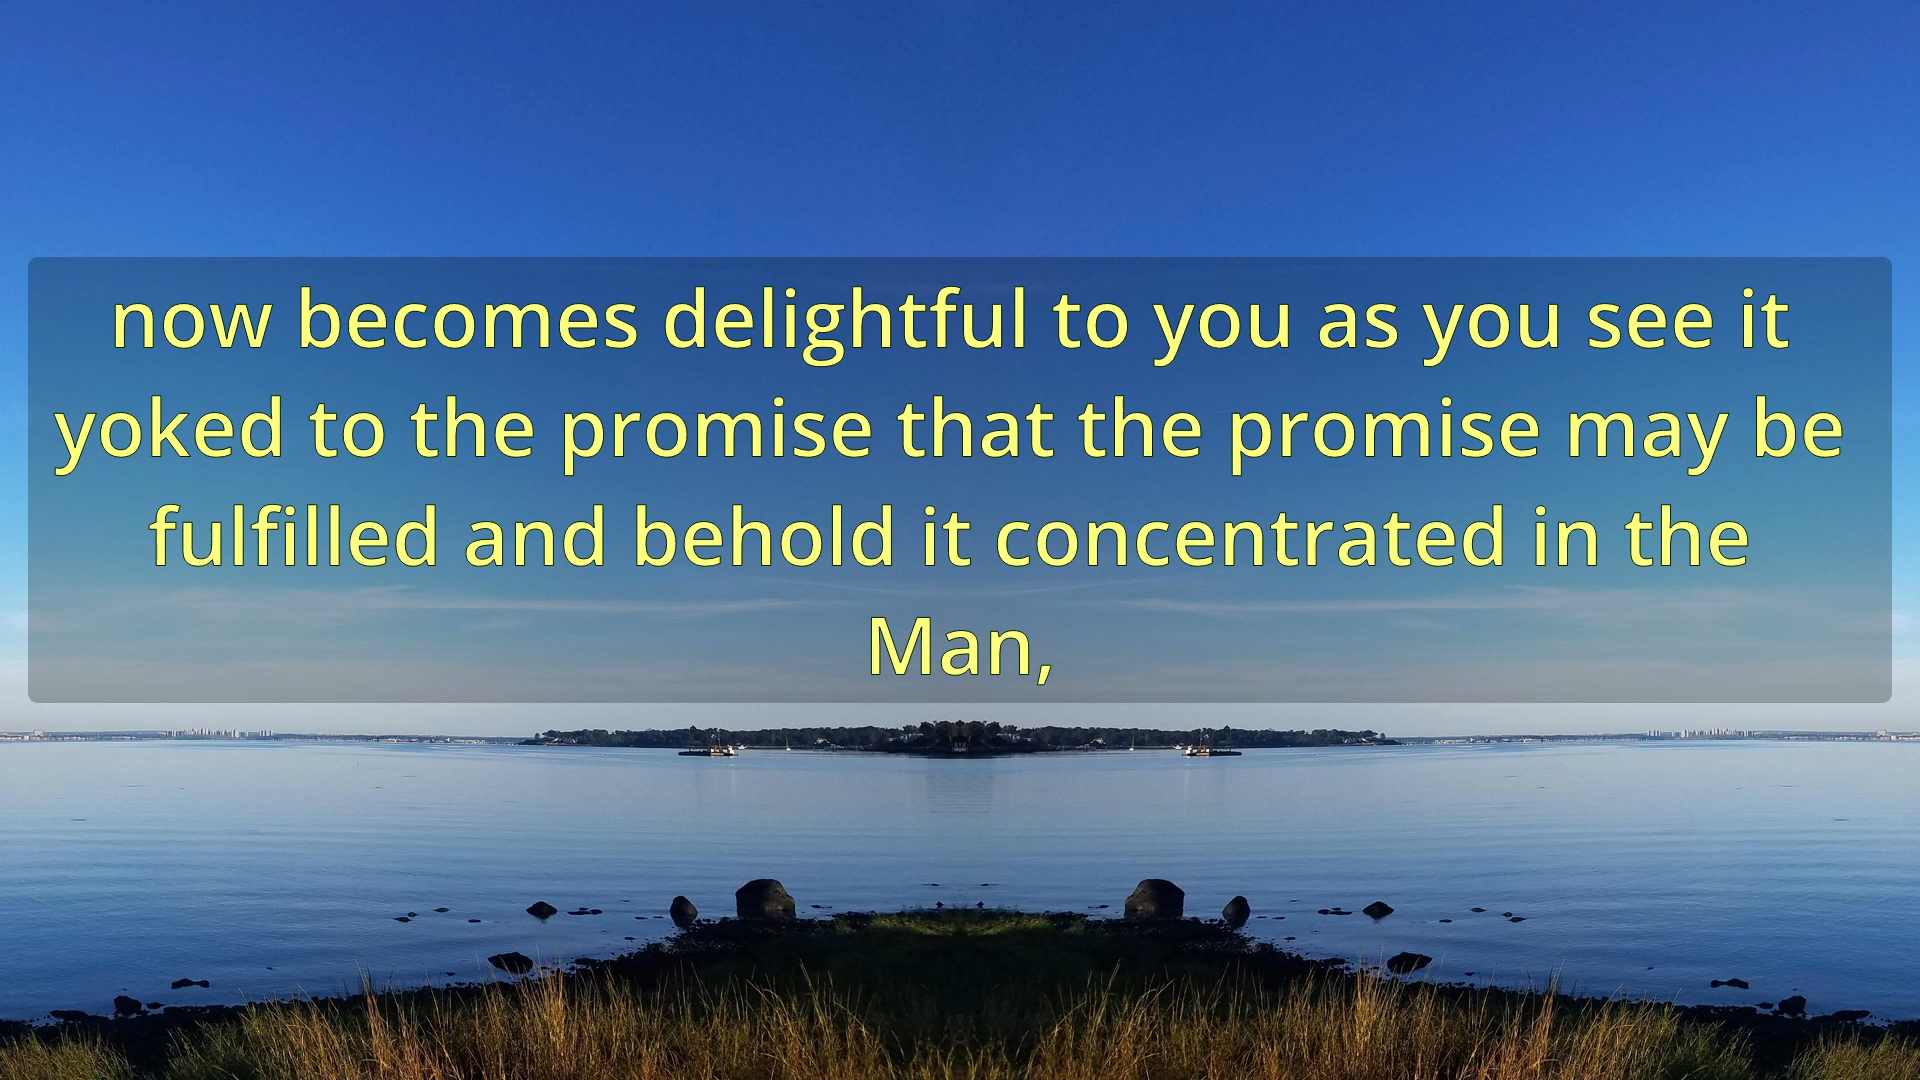 now becomes delightful to you as you see it
yoked to the promise that the promise may be
fulfilled and behold it concentrated in the
Man,